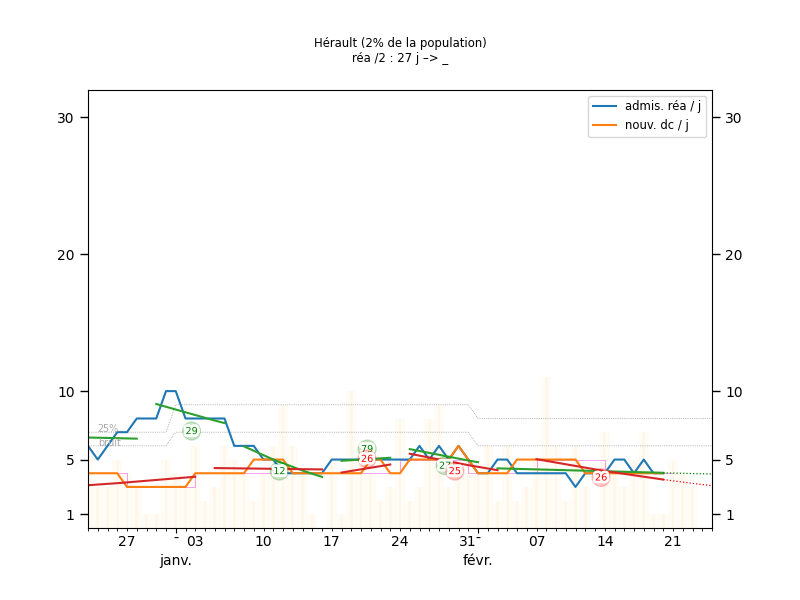 Hérault (2% de la population)
réa /2 : 27 j –> _
admis. réa / j
nouv. dc / j
30 30
20 20
10 10
25%
bruit
29
79
26
5 5
12
25
26
1 1
27 - 03 10 17 24 31- 07 14 21
janv. févr.